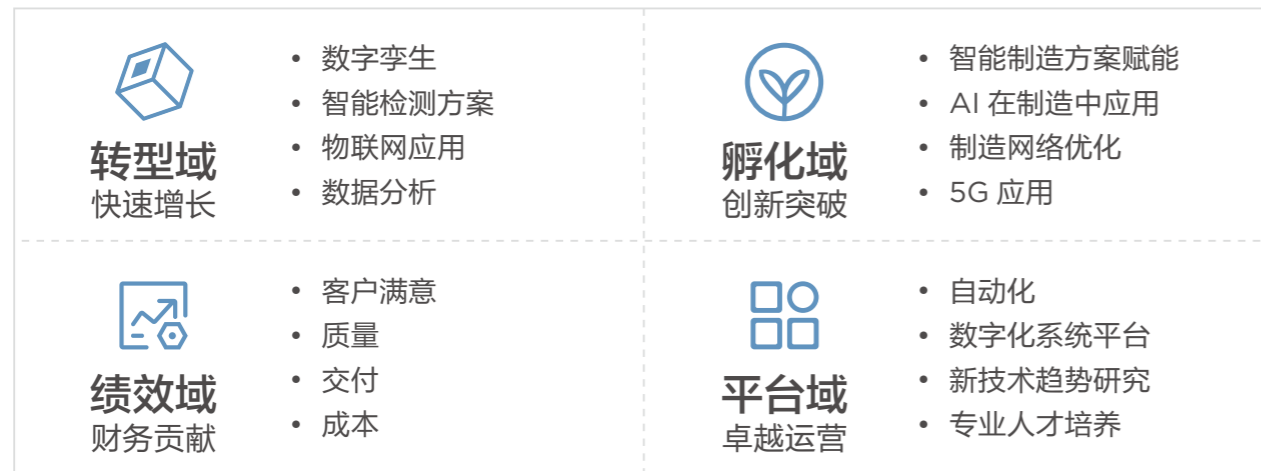 转型域
快速增长
• 数字孪生
• 智能检测方案
• 物联网应用
• 数据分析
孵化域
创新突破
• 智能制造方案赋能
• AI 在制造中应用
• 制造网络优化
• 5G 应用
绩效域
财务贡献
• 客户满意
• 质量
• 交付
• 成本
平台域
卓越运营
• 自动化
• 数字化系统平台
• 新技术趋势研究
• 专业人才培养